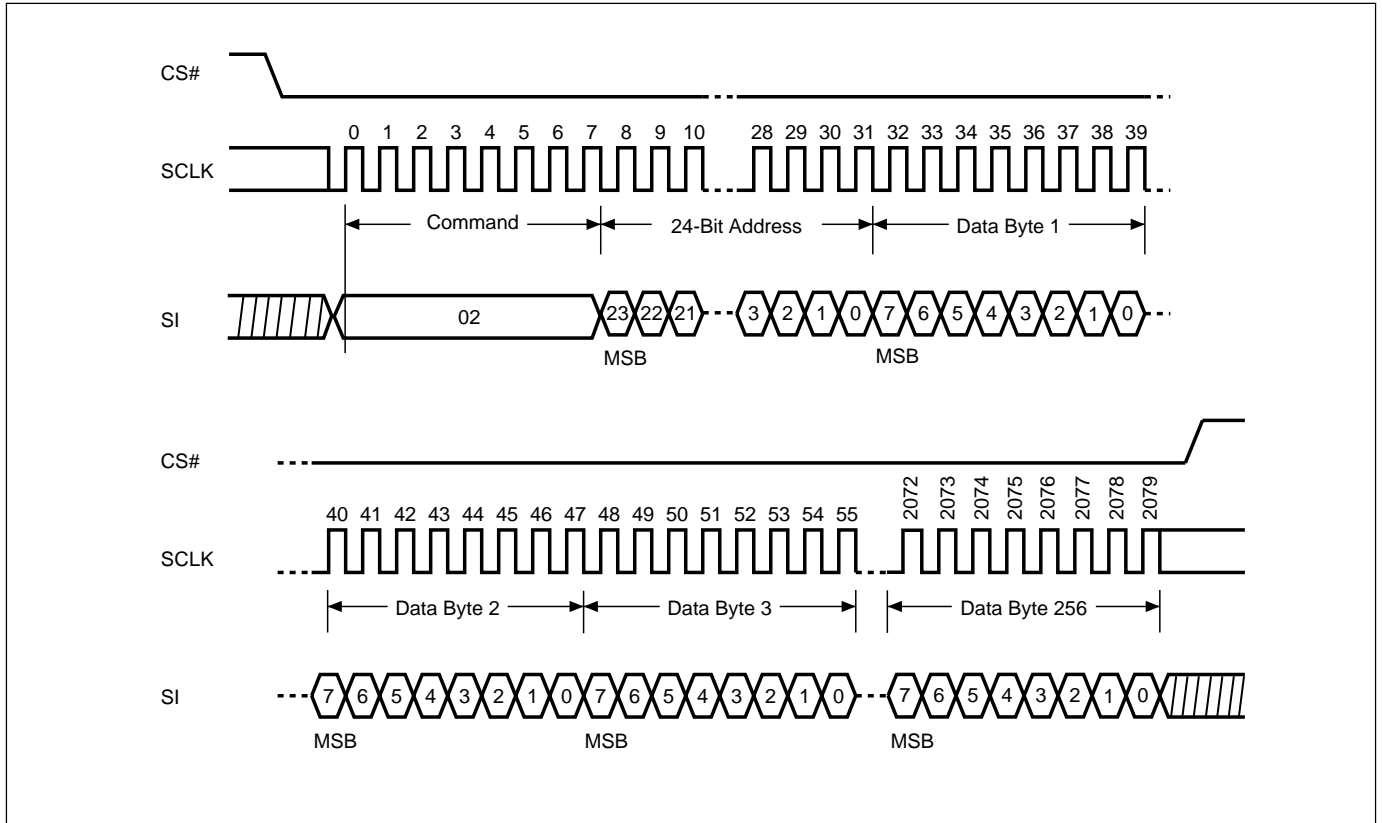 CS#
0 1 2 3 4 5 6 7 8 9 10 28 29 30 31 32 33 34 35 36 37 38 39
SCLK
Command 24-Bit Address Data Byte 1
SI 02 23 22 21 3 2 1 0 7 6 5 4 3 2 1 0
MSB MSB
CS#
2072 2073 2074 2075 2076 2077 2078 2079
40 41 42 43 44 45 46 47 48 49 50 51 52 53 54 55
SCLK
Data Byte 2 Data Byte 3 Data Byte 256
SI 7 6 5 4 3 2 1 0 7 6 5 4 3 2 1 0 7 6 5 4 3 2 1 0
MSB MSB MSB